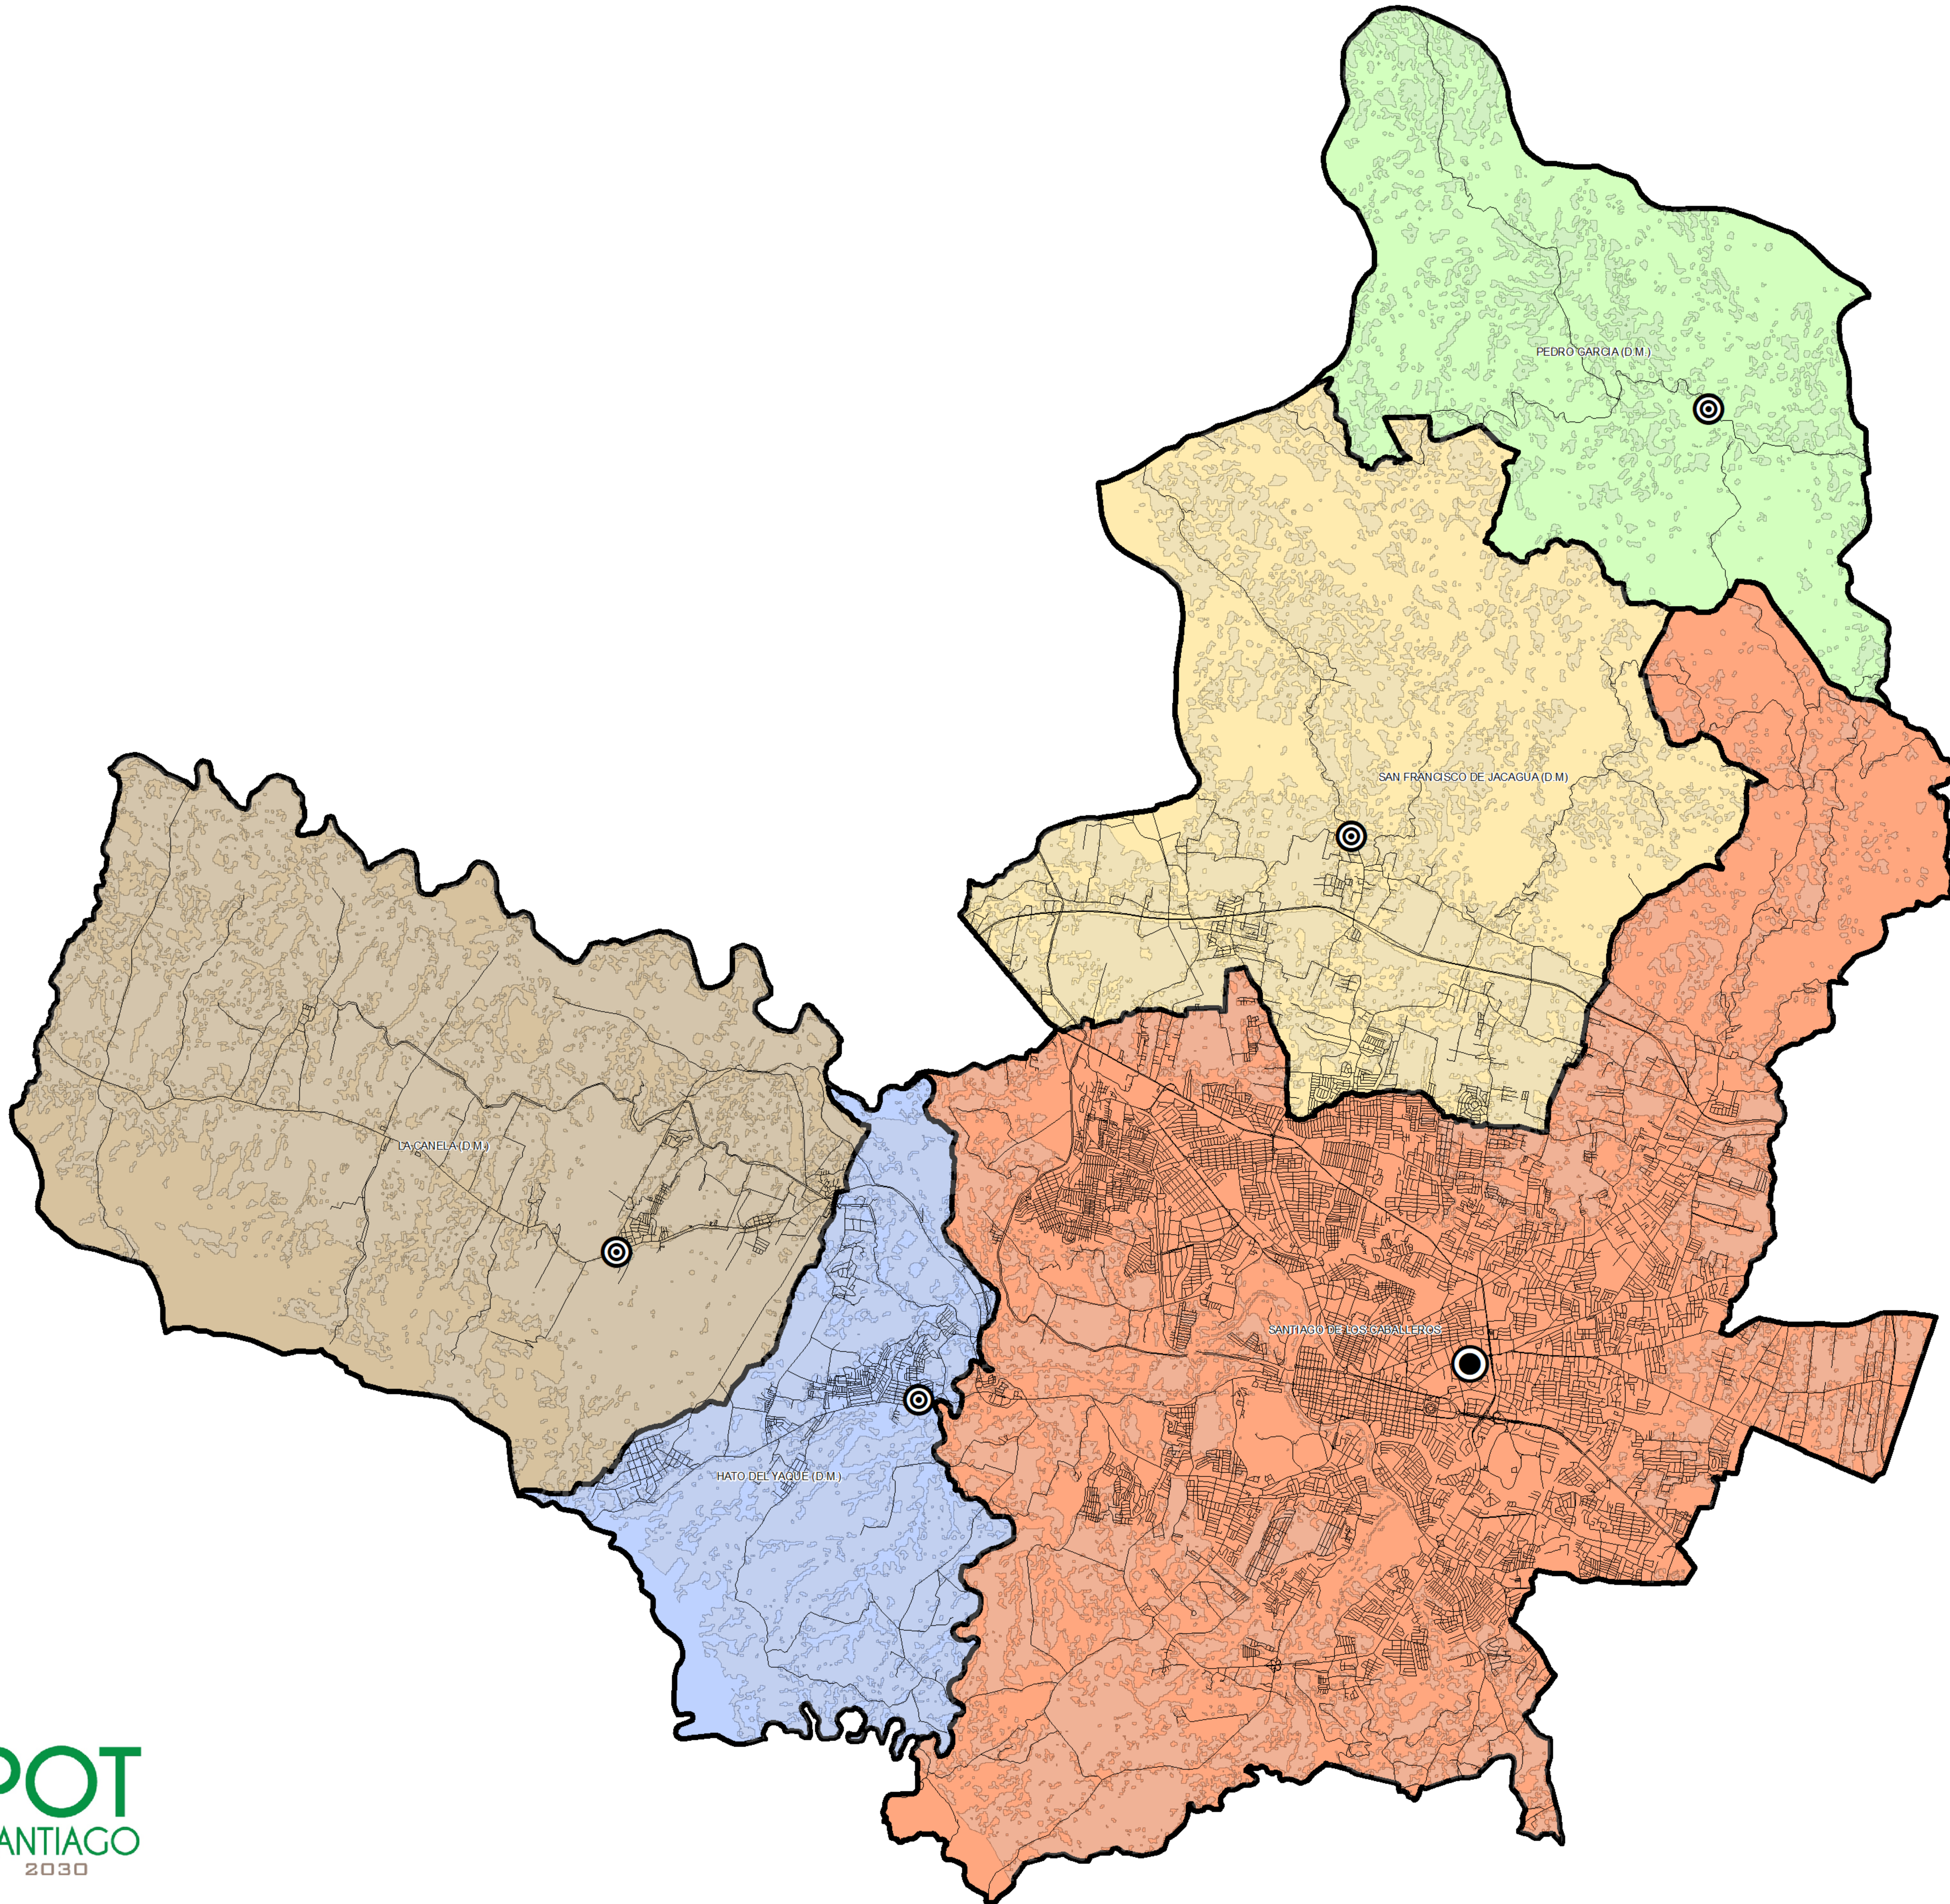 PEDRO GARCIA (D.M.)
SAN FRANCISCO DE JACAGUA (D.M)
LA CANELA (D.M.)
SANTIAGO DE LOS CABALLEROS
HATO DEL YAQUE (D.M.)
POT
ANTIAGO
2030